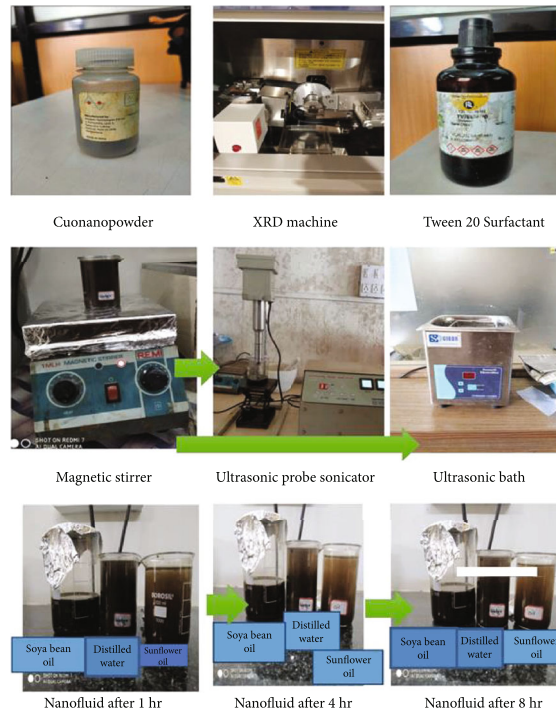 Cuonanopowder
XRD machine
Tween 20 Surfactant
REMI
MAGNETIC STIRRER
SHOT ON REDMI 7
AI DUAL CAMERA
Magnetic stirrer
Ultrasonic probe sonicator
Ultrasonic bath
BOROSIL
Soya bean
oil
Distilled
water
Sunflower
oil
Soya bean
oil
Distilled
water
Sunflower
oil
Soya bean
oil
Distilled
water
Sunflowe
oil
Nanofluid after 1 hr
Nanofluid after 4 hr
Nanofluid after 8 hr